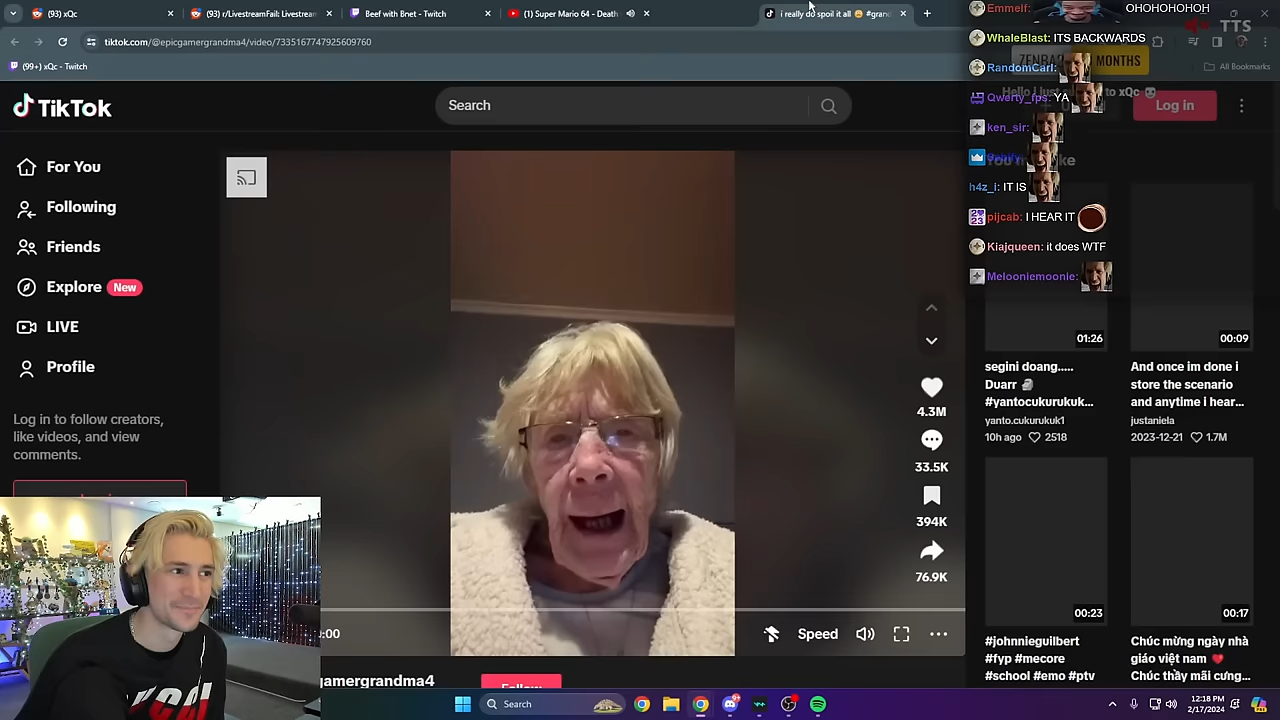 (93) xQc
(93) r/LivestreamFail: Livestream
Beef with Bnet - Twitch
(1) Super Mario 64 - Death
i really do spoil it all 😩 #gran
tiktok.com/@epicgamergrandma4/video/7335167747925609760
(99+) xQc - Twitch
All Bookmarks
TikTok
Search
Log in
For You
Following
Friends
Explore New
LIVE
Profile
Log in to follow creators,
like videos, and view
comments.
4.3M
33.5K
394K
76.9K
:00
Speed
gamergrandma4
Follow
Emmelf: OHOHOHOHOH
TTS
WhaleBlast: ITS BACKWARDS
MONTHS
RandomCarl:
Qwerty_fps: YA
ken_sir:
h4z_i: IT IS
pijcab: I HEAR IT
Kiajqueen: it does WTF
Melooniemoonie:
01:26
00:09
segini doang.....
Duarr 🗿
#yantocukurukuk...
yanto.cukurukuk1
10h ago 2518
And once im done i
store the scenario
and anytime i hear...
justaniela
2023-12-21 1.7M
00:23
00:17
#johnnieguilbert
#fyp #mecore
#school #emo #ptv
Chúc mừng ngày nhà
giáo việt nam ❤️
Chúc thầy mãi cưng...
Search
12:18 PM
2/17/2024